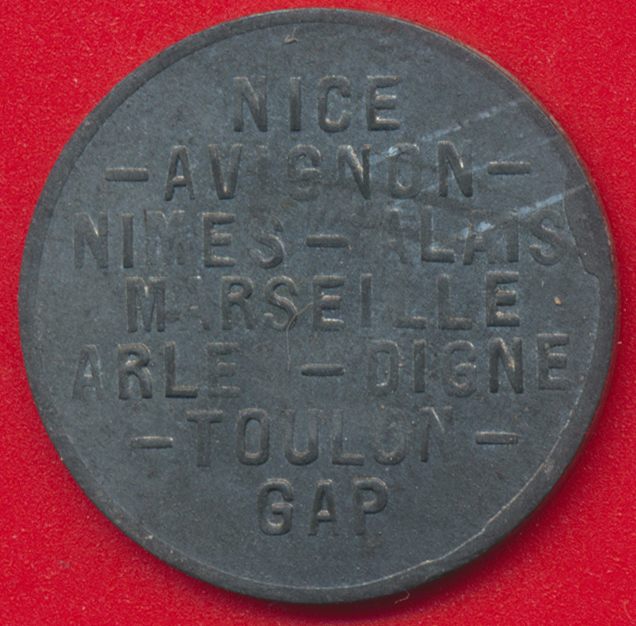 NICE
-AVIGNON-
NIMES-ALAIS
MARSEILLE
ARLE -DIGNE
-TOULON-
GAP